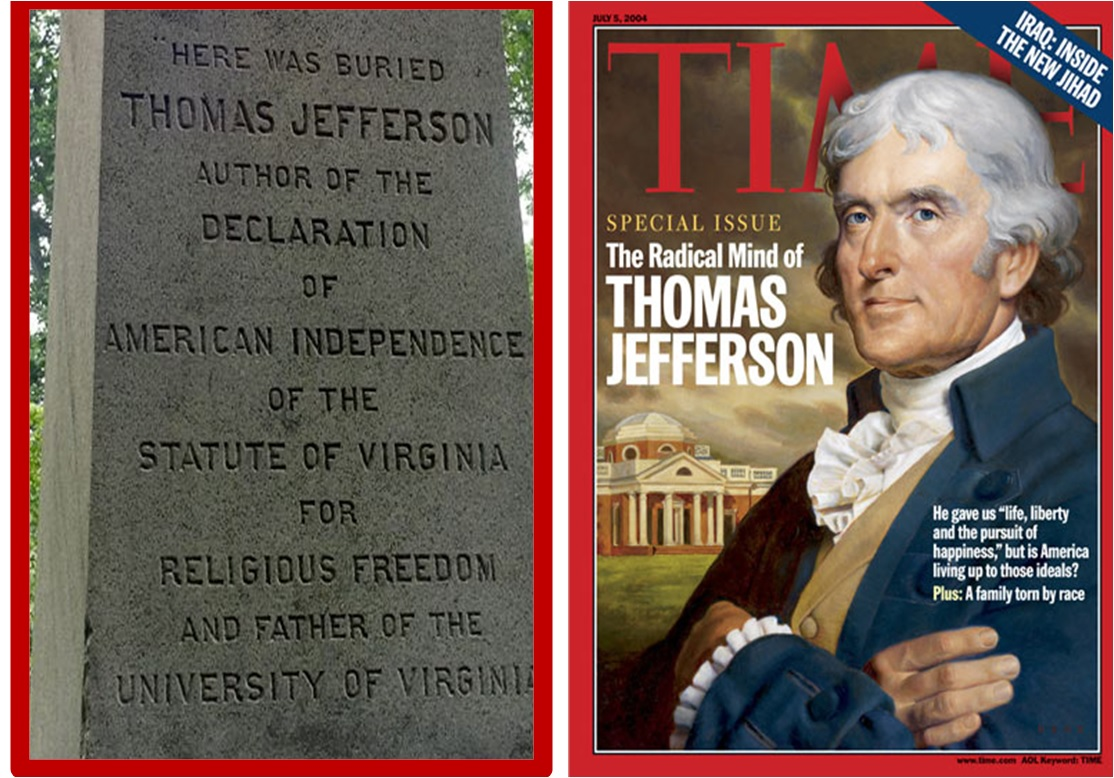 "HERE WAS BURIED
THOMAS JEFFERSON
AUTHOR OF THE
DECLARATION
OF
AMERICAN INDEPENDENCE
OF THE
STATUTE OF VIRGINIA
FOR
RELIGIOUS FREEDOM
AND FATHER OF THE
UNIVERSITY OF VIRGINIA
JULY 5, 2004
IRAQ: INSIDE
THE NEW JIHAD
TIME
SPECIAL ISSUE
The Radical Mind of
THOMAS
JEFFERSON
He gave us “life, liberty
and the pursuit of
happiness,” but is America
living up to those ideals?
Plus: A family torn by race
www.time.com AOL Keyword: TIME